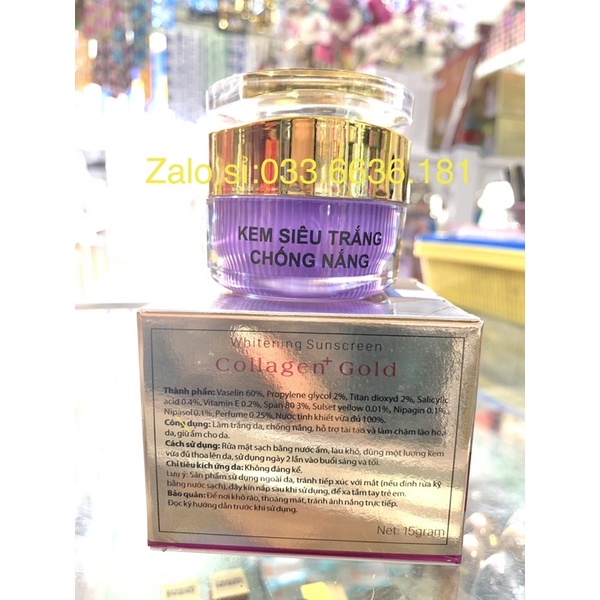 Zalo sỉ:033.6636.181
KEM SIÊU TRẮNG
CHỐNG NẮNG
Whitening Sunscreen
Collagen+ Gold
Thành phần: Vaselin 60%, Propylene glycol 2%, Titan dioxyd 2%, Salicylic
acid 0.4%, Vitamin E 0.2%, Span 80 3%, Sulset yellow 0.01%, Nipagin 0.1%,
Nipasol 0.1%, Perfume 0.25%, Nước tinh khiết vừa đủ 100%.
Công dụng: Làm trắng da, chống nắng, hỗ trợ tái tạo và làm chậm lão hoá
da, giữ ẩm cho da.
Cách sử dụng: Rửa mặt sạch bằng nước ấm, lau khô, dùng một lượng kem
vừa đủ thoa lên da, sử dụng ngày 2 lần vào buổi sáng và tối.
Chỉ tiêu kích ứng da: Không đáng kể.
Lưu ý: Sản phẩm sử dụng ngoài da, tránh tiếp xúc với mắt (nếu dính rửa kỹ
bằng nước sạch), đậy kín nắp sau khi sử dụng, để xa tầm tay trẻ em.
Bảo quản: Để nơi khô ráo, thoáng mát, tránh ánh nắng trực tiếp.
Đọc kỹ hướng dẫn trước khi sử dụng.
Net: 15gram